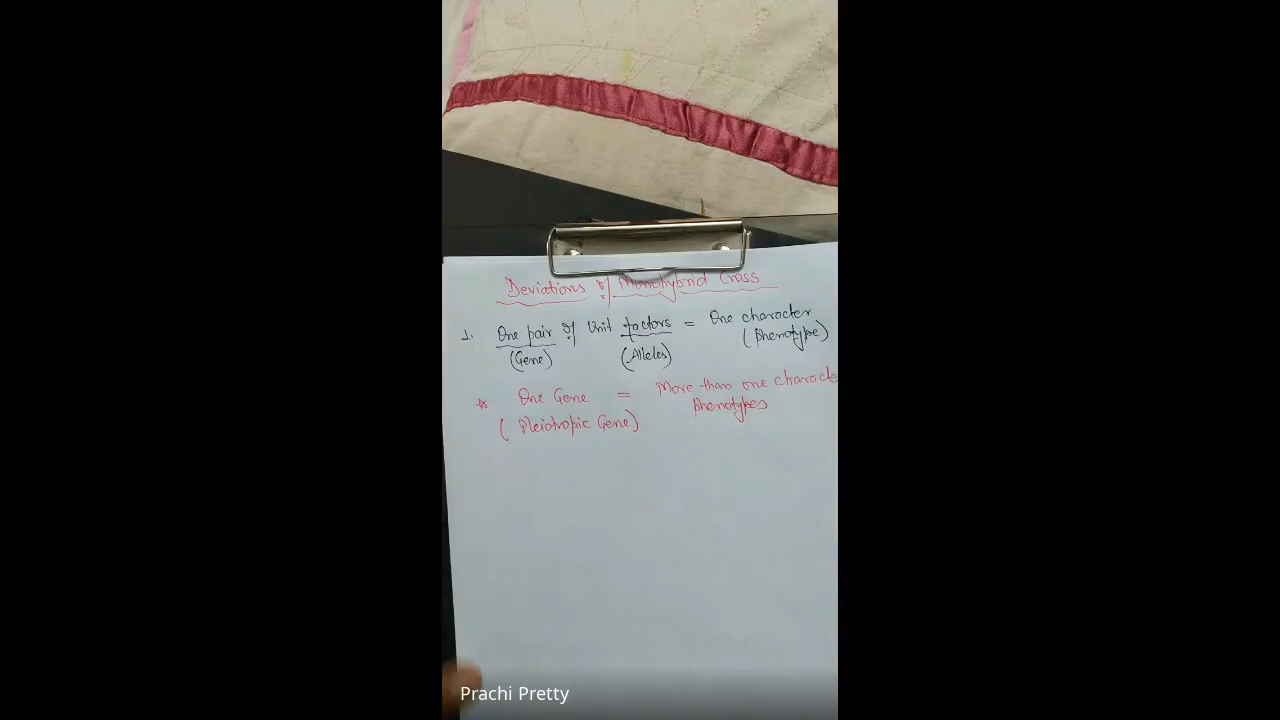 Deviations of Monohybrid Cross
1. One pair of Unit factors = One character
(Gene) (Alleles) (Phenotype)
* One Gene = More than one characte
(Pleiotropic Gene) phenotypes
Prachi Pretty